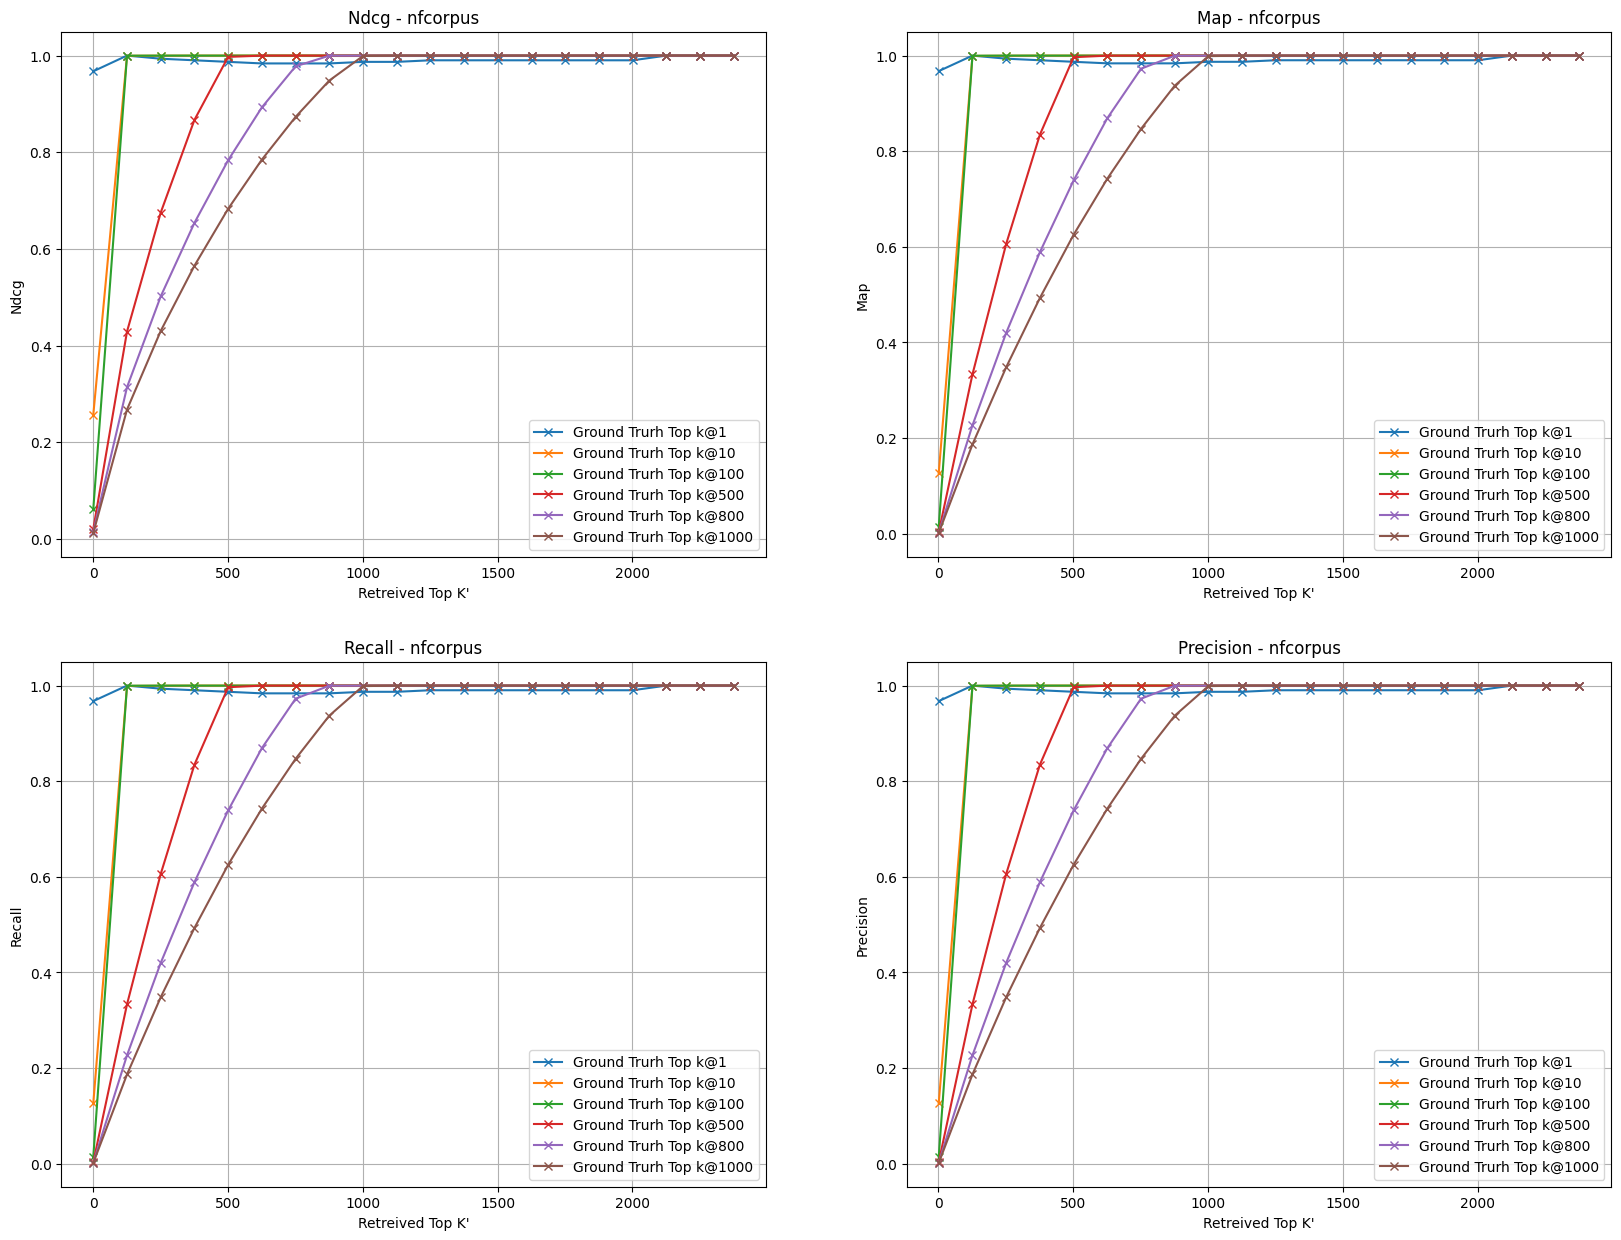 Ndcg - nfcorpus
1.0
0.8
0.6
0.4
0.2
0.0
Ndcg
0 500 1000 1500 2000
Retreived Top K'
Ground Trurh Top k@1
Ground Trurh Top k@10
Ground Trurh Top k@100
Ground Trurh Top k@500
Ground Trurh Top k@800
Ground Trurh Top k@1000
Map - nfcorpus
1.0
0.8
0.6
0.4
0.2
0.0
Map
0 500 1000 1500 2000
Retreived Top K'
Ground Trurh Top k@1
Ground Trurh Top k@10
Ground Trurh Top k@100
Ground Trurh Top k@500
Ground Trurh Top k@800
Ground Trurh Top k@1000
Recall - nfcorpus
1.0
0.8
0.6
0.4
0.2
0.0
Recall
0 500 1000 1500 2000
Retreived Top K'
Ground Trurh Top k@1
Ground Trurh Top k@10
Ground Trurh Top k@100
Ground Trurh Top k@500
Ground Trurh Top k@800
Ground Trurh Top k@1000
Precision - nfcorpus
1.0
0.8
0.6
0.4
0.2
0.0
Precision
0 500 1000 1500 2000
Retreived Top K'
Ground Trurh Top k@1
Ground Trurh Top k@10
Ground Trurh Top k@100
Ground Trurh Top k@500
Ground Trurh Top k@800
Ground Trurh Top k@1000